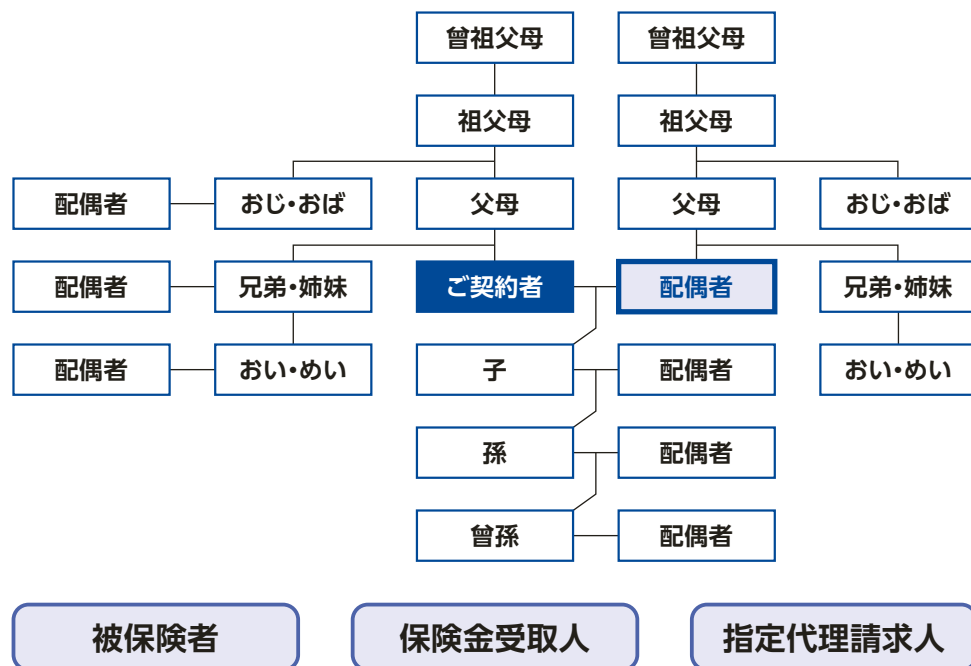 曾祖父母
曾祖父母
祖父母
祖父母
配偶者
おじ・おば
父母
父母
おじ・おば
配偶者
兄弟・姉妹
ご契約者
配偶者
兄弟・姉妹
配偶者
おい・めい
子
配偶者
おい・めい
孫
配偶者
曾孫
配偶者
被保険者
保険金受取人
指定代理請求人